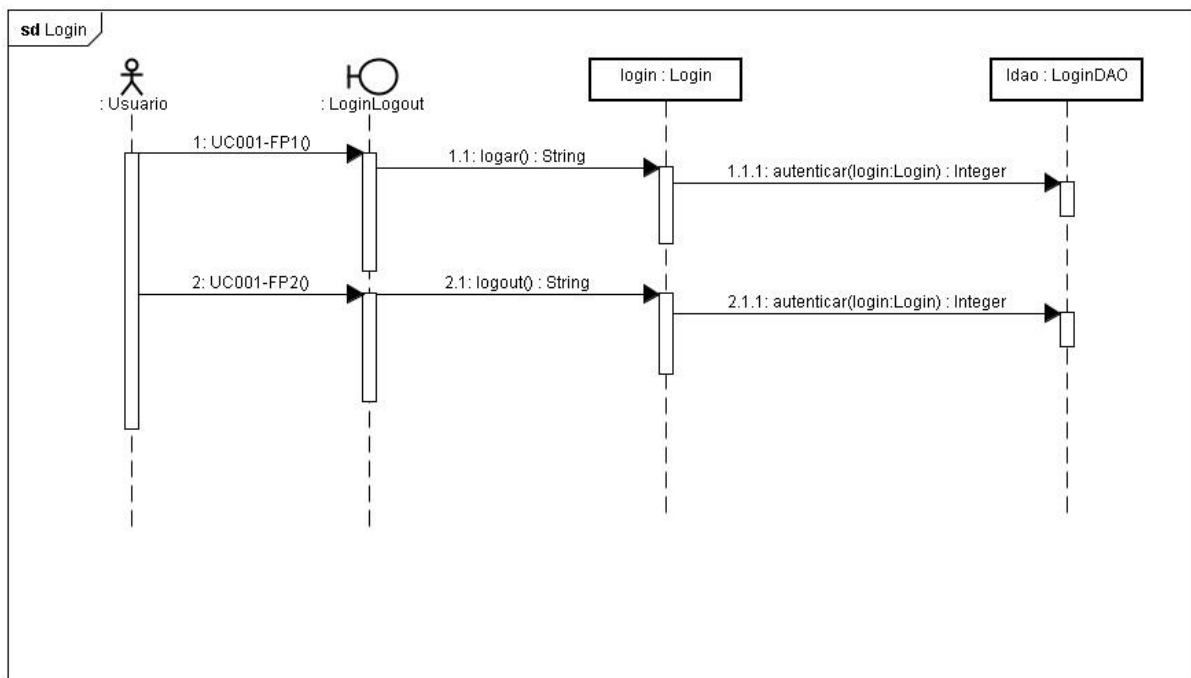 sd Login
: Usuario
: LoginLogout
login : Login
ldao : LoginDAO
1: UC001-FP1()
1.1: logar() : String
1.1.1: autenticar(login:Login) : Integer
2: UC001-FP2()
2.1: logout() : String
2.1.1: autenticar(login:Login) : Integer